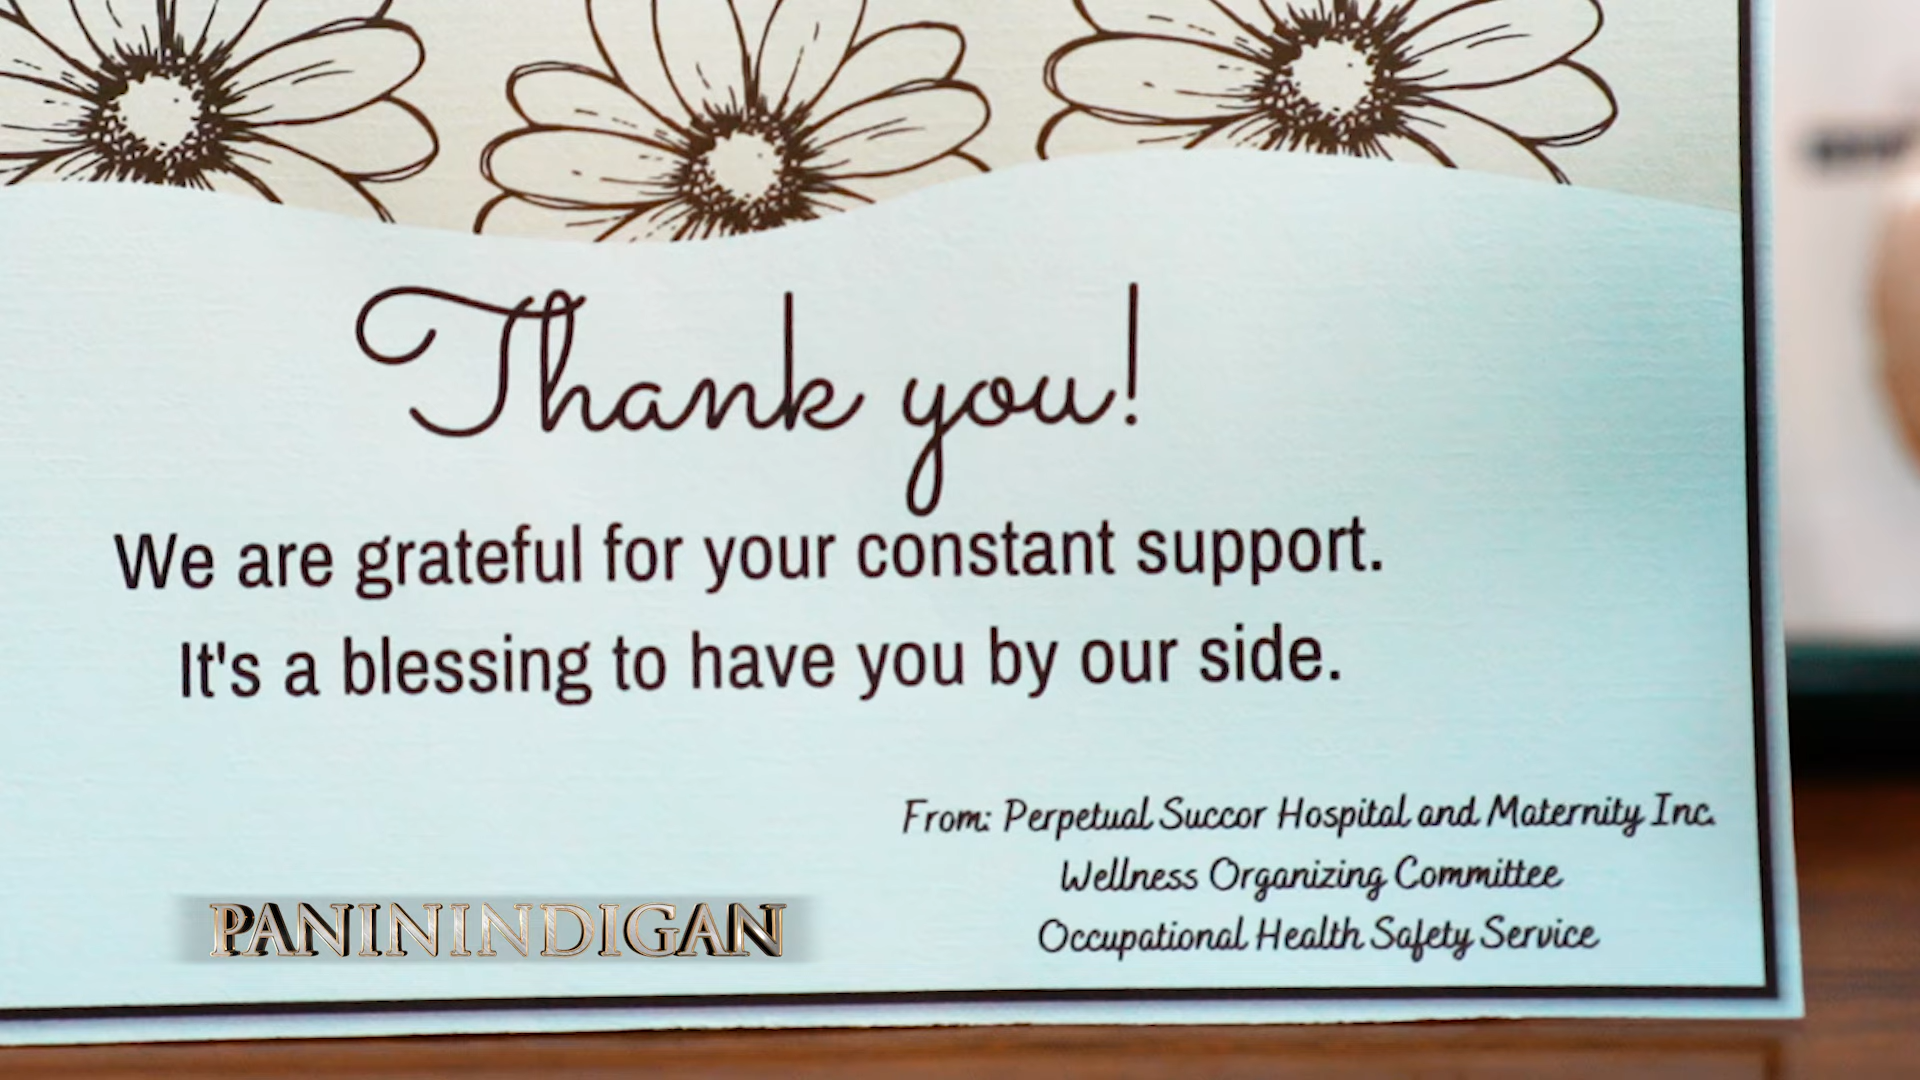 Thank you!
We are grateful for your constant support.
It's a blessing to have you by our side.
From: Perpetual Succor Hospital and Maternity Inc.
Wellness Organizing Committee
Occupational Health Safety Service
PANININDIGAN